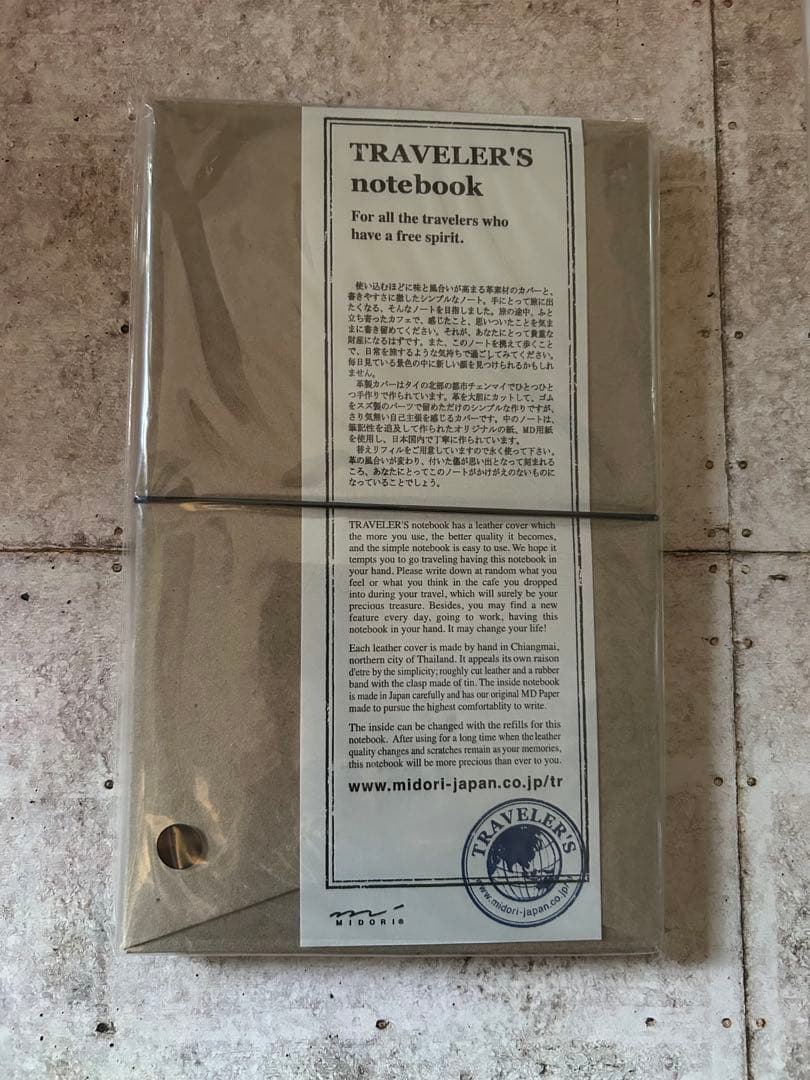 TRAVELER'S
notebook
For all the travelers who
have a free spirit.
使い込むほどに味と風合いが高まる革素材のカバーと、
書きやすさに徹したシンプルなノート。手にとって旅に出
たくなる、そんなノートを目指しました。旅の途中、ふと
立ち寄ったカフェで、感じたこと、思いついたことを気ま
まに書き留めてください。それが、あなたにとって貴重な
財産になるはずです。また、このノートを携えて歩くこと
で、日常を旅するような気持ちで過ごしてみてください。
毎日見ている景色の中に新しい顔を見つけられるかもしれ
ません。
革製カバーはタイの北部の都市チェンマイでひとつひと
つ手作りで作られています。革を大胆にカットして、ゴム
をスズ製のパーツで留めただけのシンプルな作りですが、
さり気無い自己主張を感じるカバーです。中のノートは、
筆記性を追及して作られたオリジナルの紙、MD用紙
を使用し、日本国内で丁寧に作られています。
替えリフィルをご用意していますので永く使って下さい。
革の風合いが変わり、付いた傷が思い出となって刻まれる
ころ、あなたにとってこのノートがかけがえのないものに
なっていることでしょう。
TRAVELER'S notebook has a leather cover which
the more you use, the better quality it becomes,
and the simple notebook is easy to use. We hope it
tempts you to go traveling having this notebook in
your hand. Please write down at random what you
feel or what you think in the cafe you dropped
into during your travel, which will surely be your
precious treasure. Besides, you may find a new
feature every day, going to work, having this
notebook in your hand. It may change your life!
Each leather cover is made by hand in Chiangmai,
northern city of Thailand. It appeals its own raison
d'etre by the simplicity; roughly cut leather and a rubber
band with the clasp made of tin. The inside notebook
is made in Japan carefully and has our original MD Paper
made to pursue the highest comfortablity to write.
The inside can be changed with the refills for this
notebook. After using for a long time when the leather
quality changes and scratches remain as your memories,
this notebook will be more precious than ever to you.
www.midori-japan.co.jp/tr
TRAVELER'S
www.midori-japan.co.jp/
MIDORI®